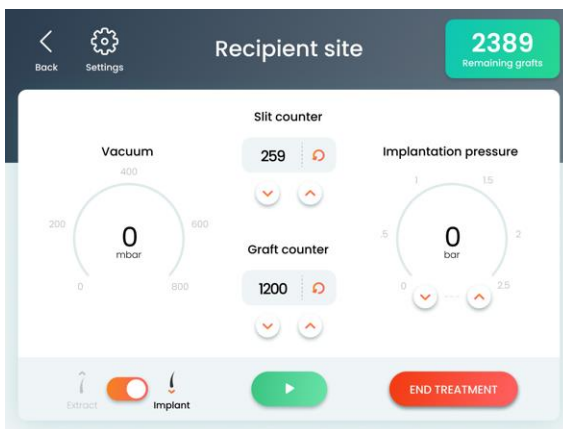 Back
Settings
Recipient site
2389
Remaining grafts
Vacuum
400
200
600
0
mbar
0
800
Slit counter
259
Graft counter
1200
Implantation pressure
1
1.5
.5
2
0
bar
0
2.5
Extract
Implant
END TREATMENT